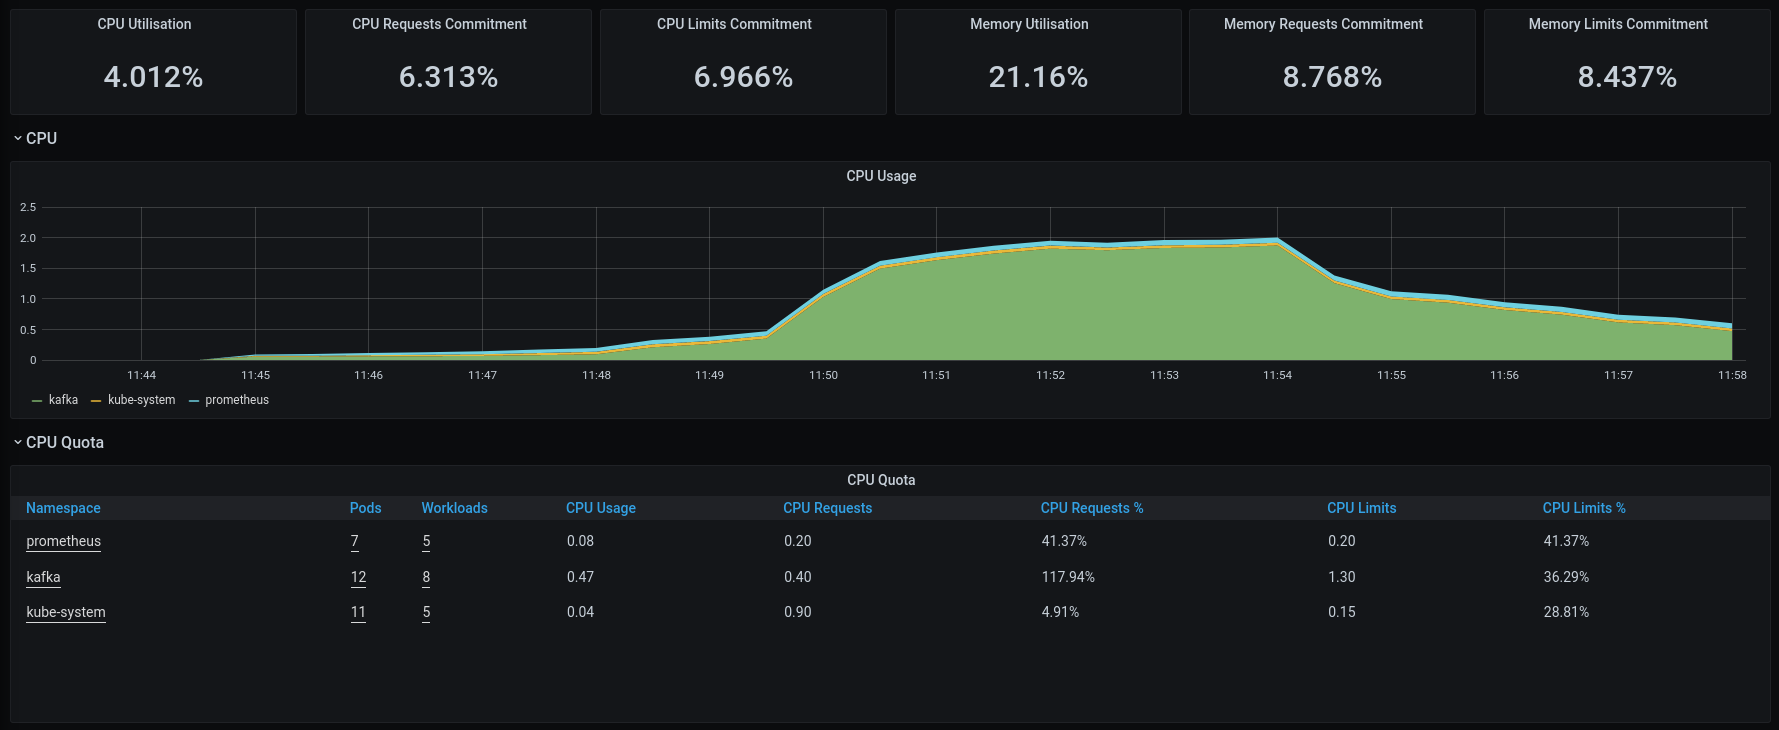 CPU Utilisation CPU Requests Commitment CPU Limits Commitment Memory Utilisation Memory Requests Commitment Memory Limits Commitment
4.012% 6.313% 6.966% 21.16% 8.768% 8.437%
CPU
CPU Usage
2.5
2.0
1.5
1.0
0.5
0
11:44 11:45 11:46 11:47 11:48 11:49 11:50 11:51 11:52 11:53 11:54 11:55 11:56 11:57 11:58
kafka kube-system prometheus
CPU Quota
CPU Quota
Namespace Pods Workloads CPU Usage CPU Requests CPU Requests % CPU Limits CPU Limits %
prometheus 7 5 0.08 0.20 41.37% 0.20 41.37%
kafka 12 8 0.47 0.40 117.94% 1.30 36.29%
kube-system 11 5 0.04 0.90 4.91% 0.15 28.81%